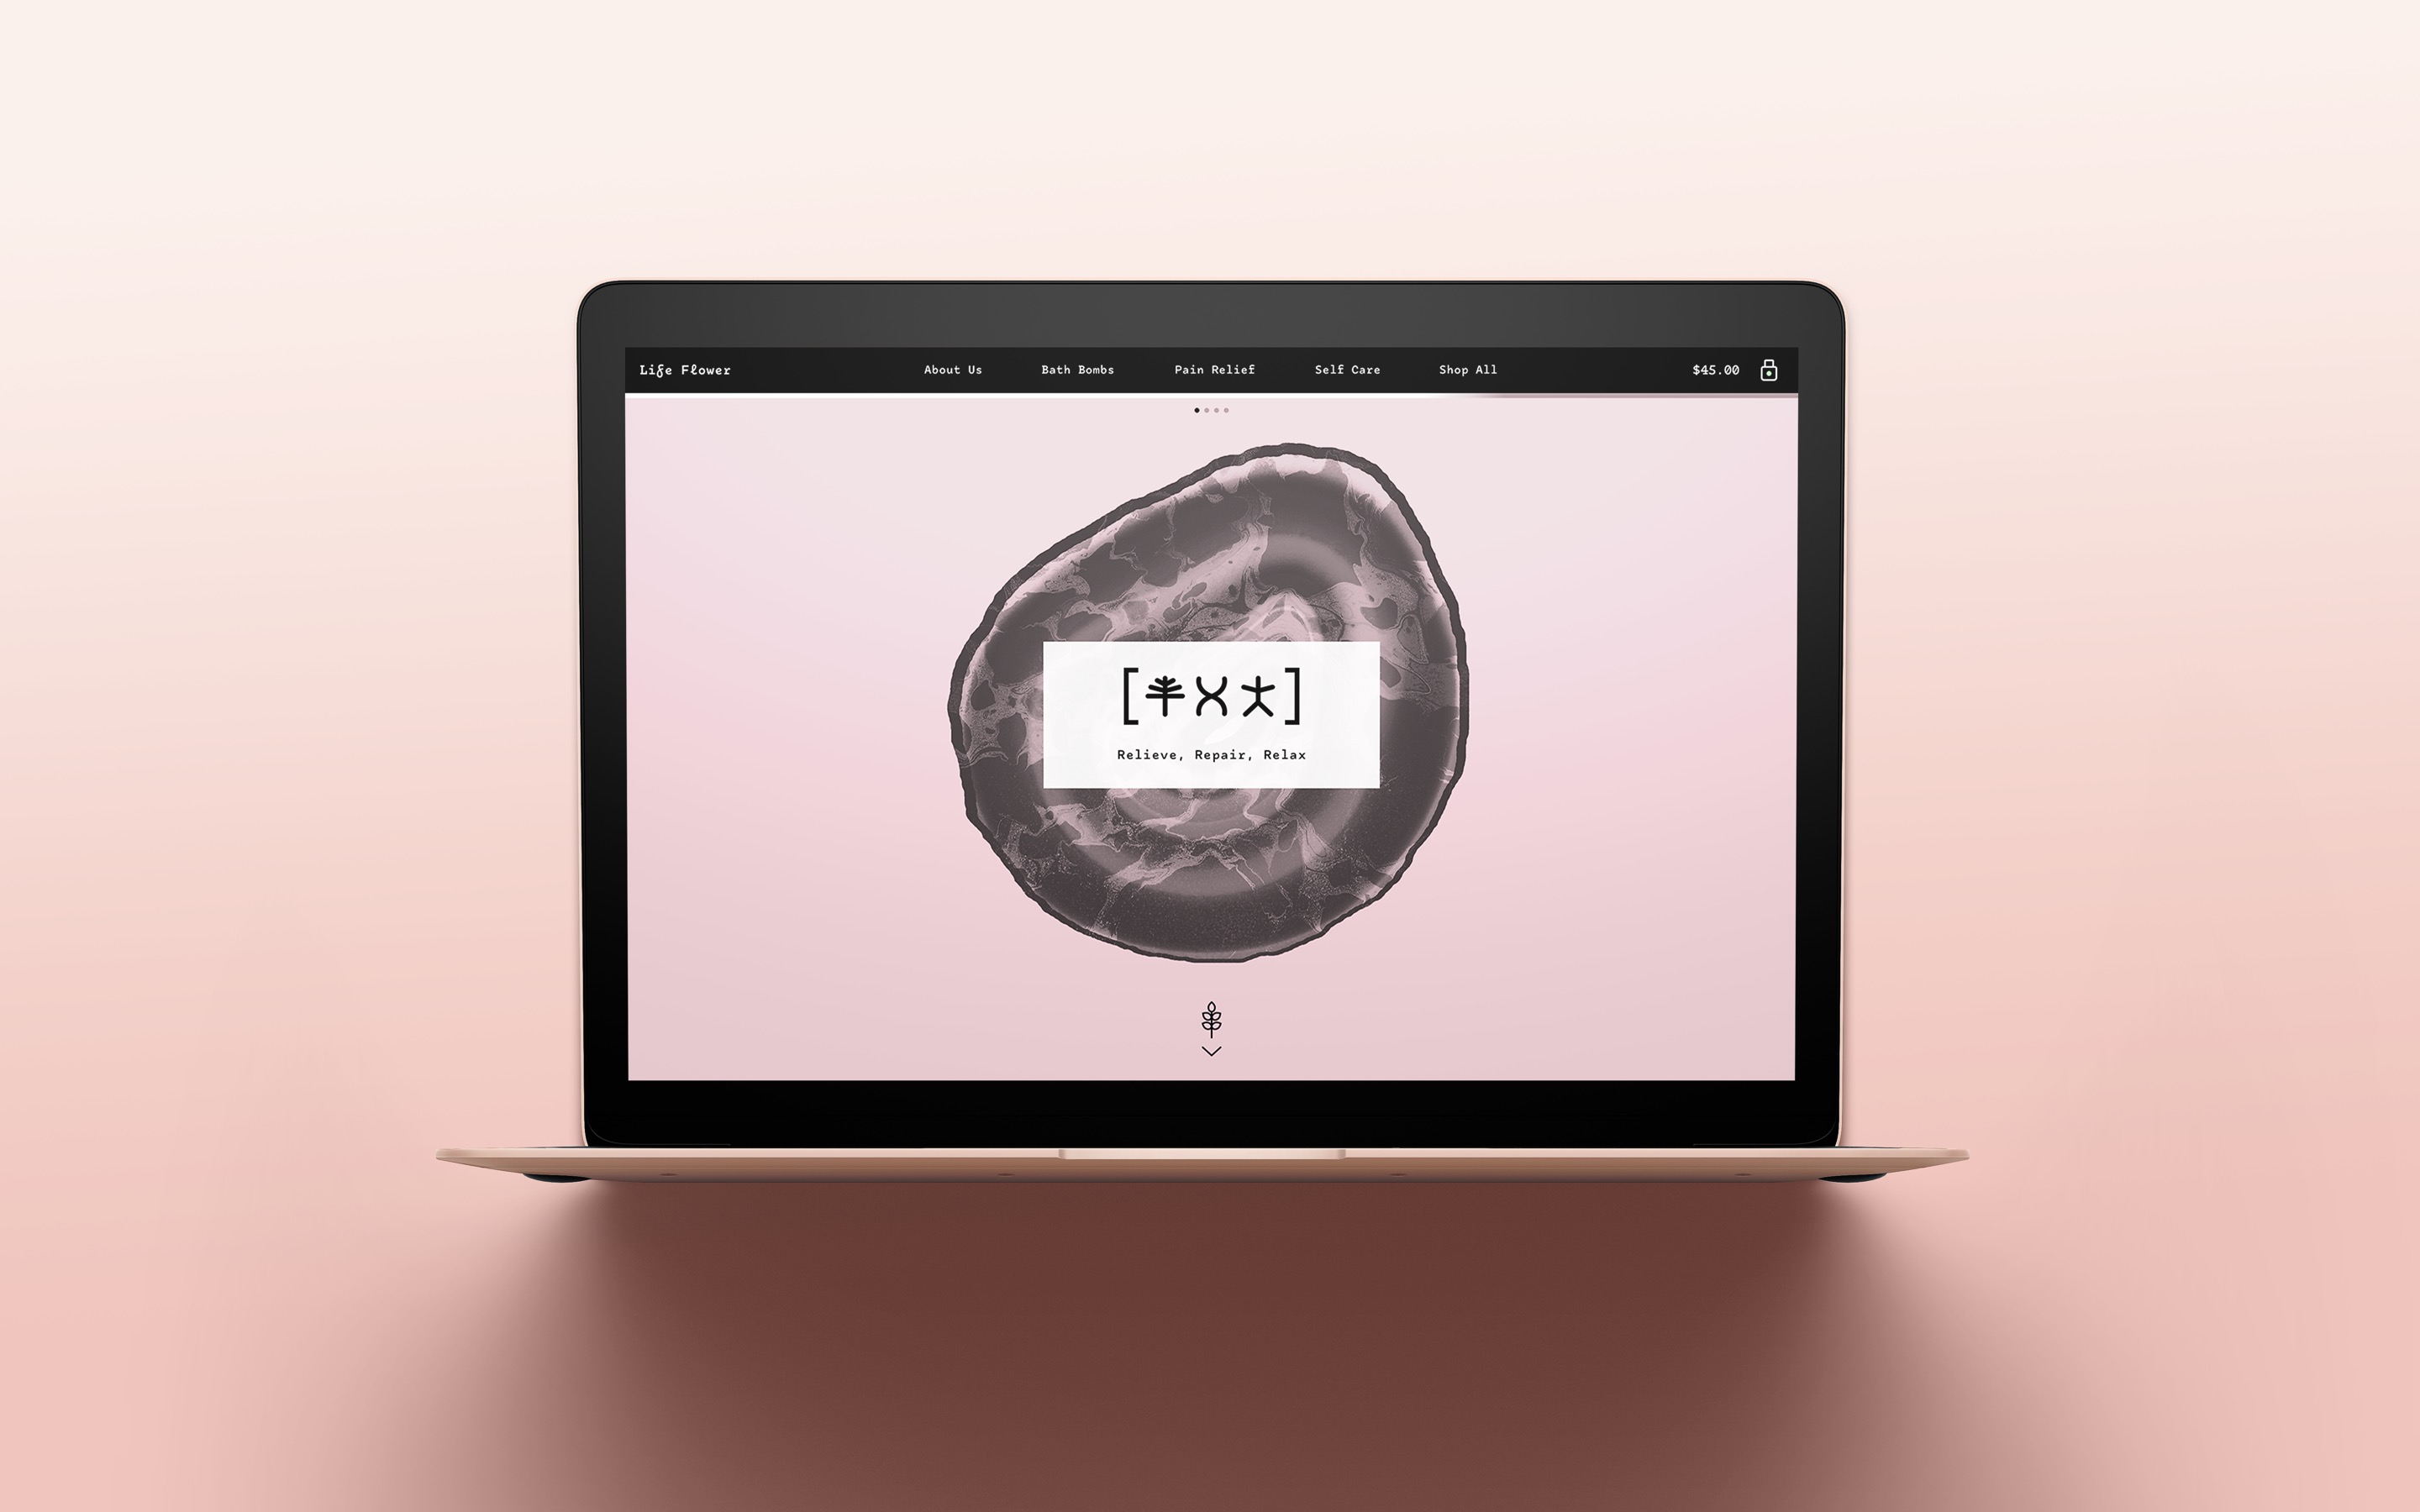 Life Flower
About Us
Bath Bombs
Pain Relief
Self Care
Shop All
$45.00
Relieve, Repair, Relax